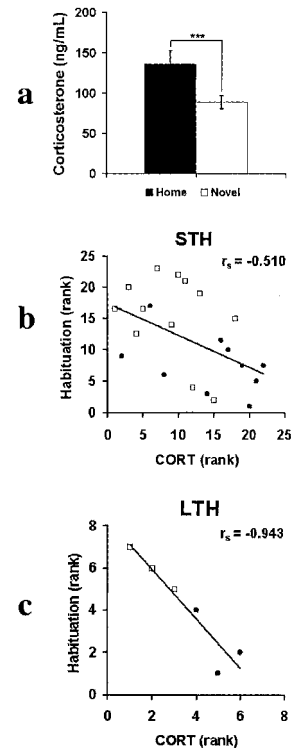 a
Corticosterone (ng/mL)
200
150
100
50
0
***
■ Home □ Novel
b
STH
r_s = -0.510
Habituation (rank)
25
20
15
10
5
0
0 5 10 15 20 25
CORT (rank)
c
LTH
r_s = -0.943
Habituation (rank)
8
6
4
2
0
0 2 4 6 8
CORT (rank)